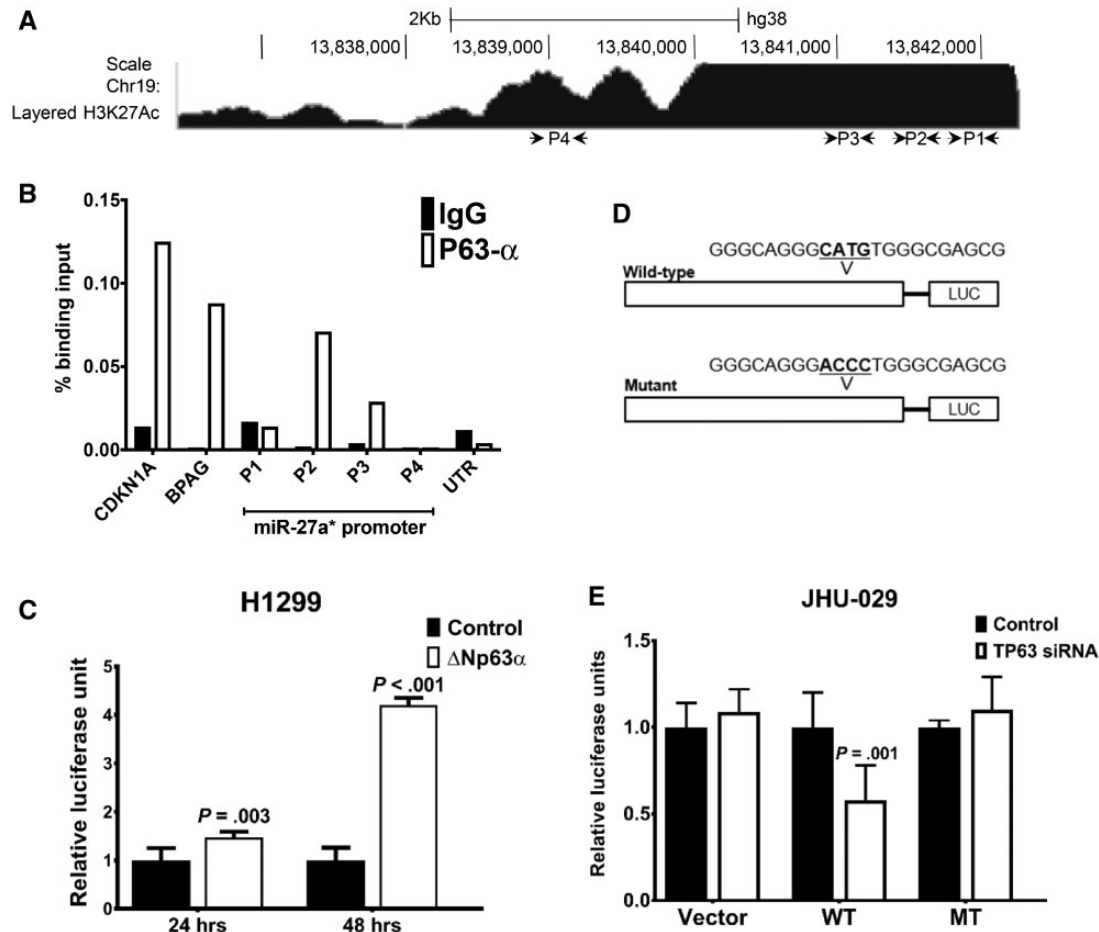 A
2Kb hg38
13,838,000 13,839,000 13,840,000 13,841,000 13,842,000
Scale
Chr19:
Layered H3K27Ac
P4 P3 P2 P1
B
% binding input
0.15
0.10
0.05
0.00
IgG
P63-α
CDKN1A BPAG P1 P2 P3 P4 UTR
miR-27a* promoter
D
GGGCAGGGCATGTGGGCGAGCG
V
Wild-type
LUC
GGGCAGGGACCCTGGGCGAGCG
V
Mutant
LUC
C
H1299
Control
ΔNp63α
Relative luciferase unit
5
4
3
2
1
0
P = .003
P < .001
24 hrs 48 hrs
E
JHU-029
Control
TP63 siRNA
Relative luciferase units
1.5
1.0
0.5
0.0
P = .001
Vector WT MT